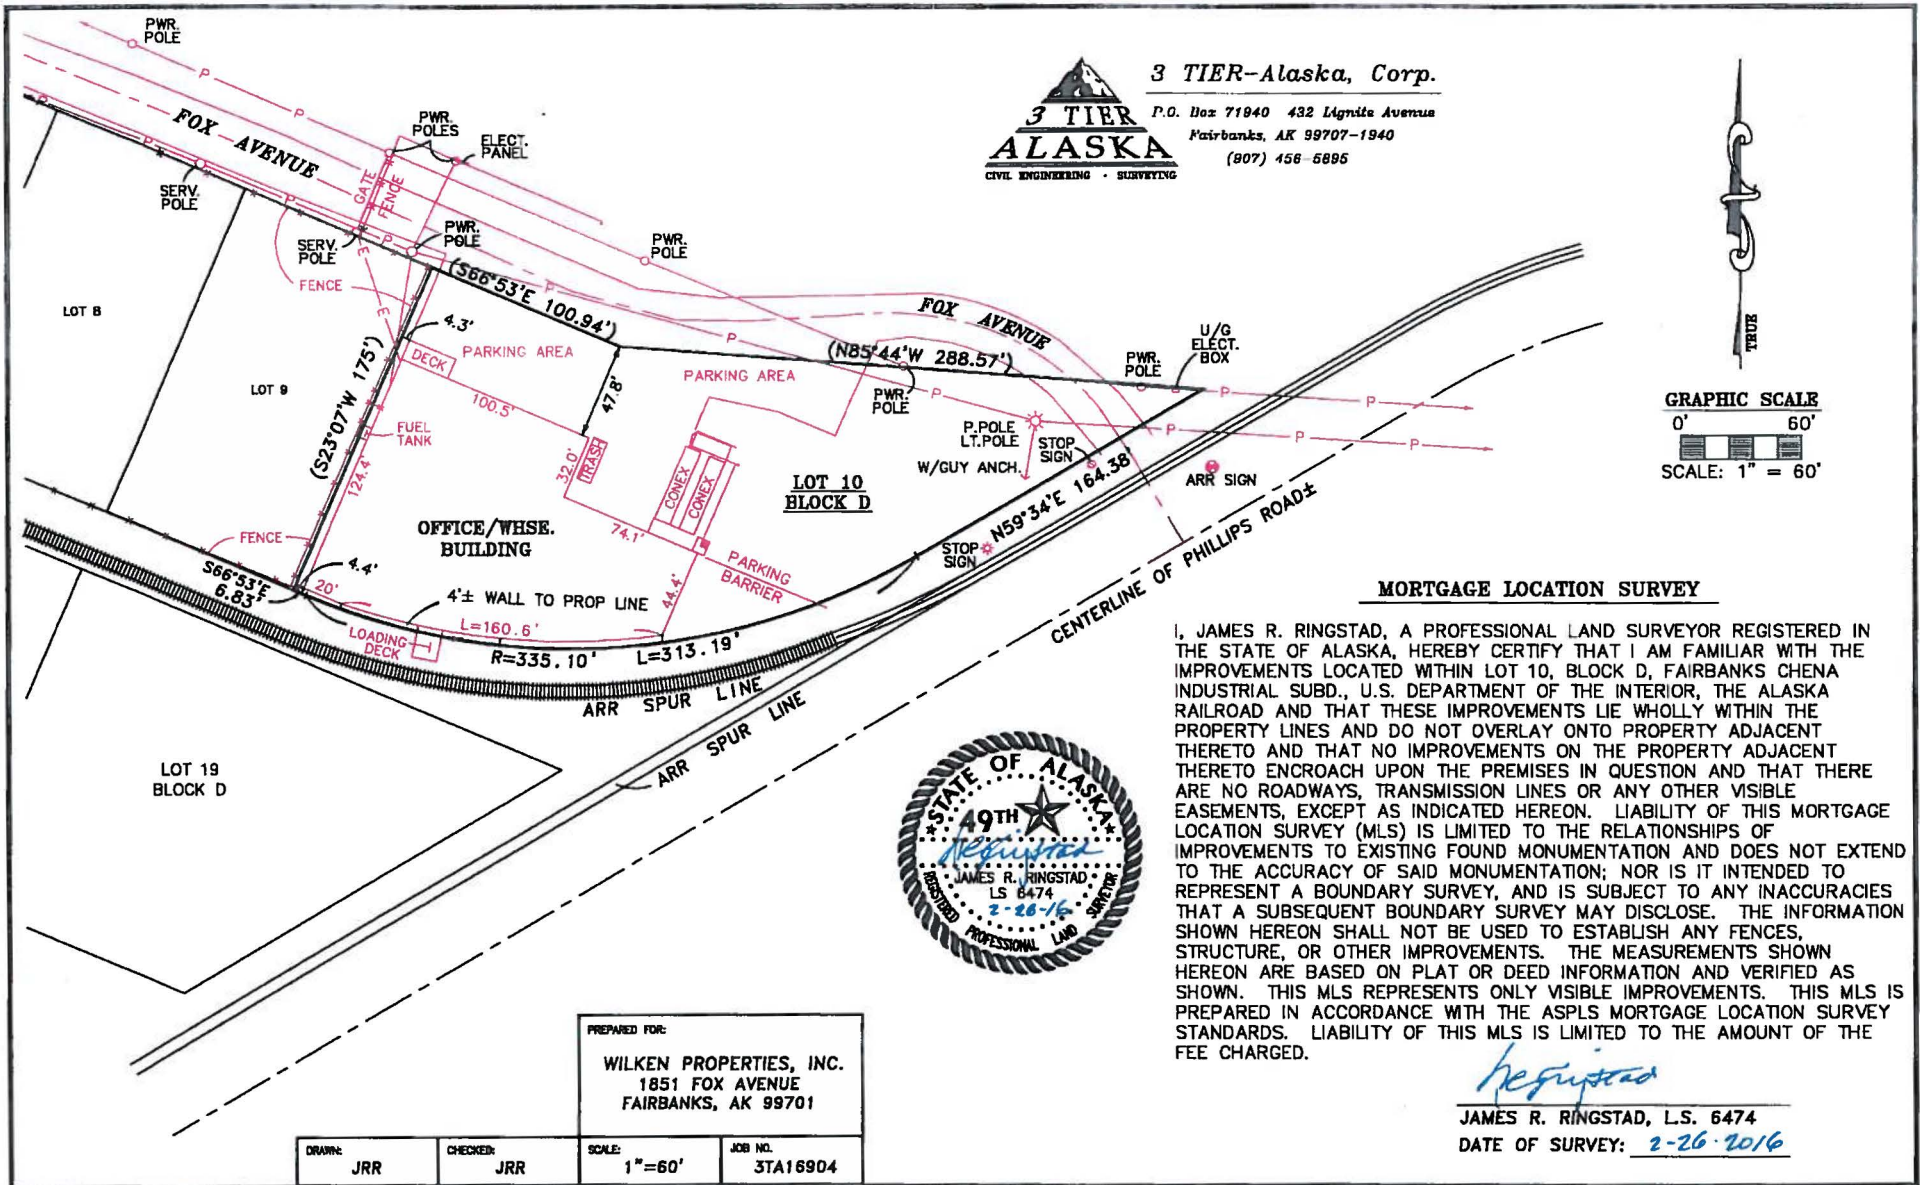 PWR.
POLE
3 TIER-Alaska, Corp.
P.O. Box 71940 432 Lignite Avenue
Fairbanks, AK 99707-1940
(907) 456-5895
3 TIER
ALASKA
CIVIL ENGINEERING · SURVEYING
TRUE
GRAPHIC SCALE
0' 60'
SCALE: 1" = 60'
P
P
P
P
FOX AVENUE
PWR.
POLES
ELECT.
PANEL
SERV.
POLE
GATE
FENCE
SERV.
POLE
PWR.
POLE
PWR.
POLE
P
P
P
P
E
E
FENCE
LOT 8
LOT 9
(S66°53'E 100.94')
(S23°07'W 175')
4.3'
DECK
PARKING AREA
100.5'
47.8'
FOX AVENUE
(N85°44'W 288.57')
PARKING AREA
PWR.
POLE
PWR.
POLE
U/G
ELECT.
BOX
P
P
P
P
P
P.POLE
LT.POLE
W/GUY ANCH.
STOP
SIGN
ARR SIGN
FUEL
TANK
124.4'
32.0'
TRASH
CONEX
CONEX
LOT 10
BLOCK D
N59°34'E 164.38'
OFFICE/WHSE.
BUILDING
74.1'
STOP
SIGN
PARKING
BARRIER
44.4'
CENTERLINE OF PHILLIPS ROAD±
FENCE
S66°53'E
6.83'
4.4'
20'
4'± WALL TO PROP LINE
L=160.6'
LOADING
DECK
R=335.10' L=313.19'
ARR SPUR LINE
ARR SPUR LINE
LOT 19
BLOCK D
MORTGAGE LOCATION SURVEY
I, JAMES R. RINGSTAD, A PROFESSIONAL LAND SURVEYOR REGISTERED IN
THE STATE OF ALASKA, HEREBY CERTIFY THAT I AM FAMILIAR WITH THE
IMPROVEMENTS LOCATED WITHIN LOT 10, BLOCK D, FAIRBANKS CHENA
INDUSTRIAL SUBD., U.S. DEPARTMENT OF THE INTERIOR, THE ALASKA
RAILROAD AND THAT THESE IMPROVEMENTS LIE WHOLLY WITHIN THE
PROPERTY LINES AND DO NOT OVERLAY ONTO PROPERTY ADJACENT
THERETO AND THAT NO IMPROVEMENTS ON THE PROPERTY ADJACENT
THERETO ENCROACH UPON THE PREMISES IN QUESTION AND THAT THERE
ARE NO ROADWAYS, TRANSMISSION LINES OR ANY OTHER VISIBLE
EASEMENTS, EXCEPT AS INDICATED HEREON. LIABILITY OF THIS MORTGAGE
LOCATION SURVEY (MLS) IS LIMITED TO THE RELATIONSHIPS OF
IMPROVEMENTS TO EXISTING FOUND MONUMENTATION AND DOES NOT EXTEND
TO THE ACCURACY OF SAID MONUMENTATION; NOR IS IT INTENDED TO
REPRESENT A BOUNDARY SURVEY, AND IS SUBJECT TO ANY INACCURACIES
THAT A SUBSEQUENT BOUNDARY SURVEY MAY DISCLOSE. THE INFORMATION
SHOWN HEREON SHALL NOT BE USED TO ESTABLISH ANY FENCES,
STRUCTURE, OR OTHER IMPROVEMENTS. THE MEASUREMENTS SHOWN
HEREON ARE BASED ON PLAT OR DEED INFORMATION AND VERIFIED AS
SHOWN. THIS MLS REPRESENTS ONLY VISIBLE IMPROVEMENTS. THIS MLS IS
PREPARED IN ACCORDANCE WITH THE ASPLS MORTGAGE LOCATION SURVEY
STANDARDS. LIABILITY OF THIS MLS IS LIMITED TO THE AMOUNT OF THE
FEE CHARGED.
JAMES R. RINGSTAD, L.S. 6474
DATE OF SURVEY: 2-26-2016
STATE OF ALASKA
49TH
JAMES R. RINGSTAD
LS 6474
2-26-16
REGISTERED
PROFESSIONAL LAND
SURVEYOR
PREPARED FOR:
WILKEN PROPERTIES, INC.
1851 FOX AVENUE
FAIRBANKS, AK 99701
DRAWN:
JRR
CHECKED:
JRR
SCALE:
1"=60'
JOB NO.
3TA16904